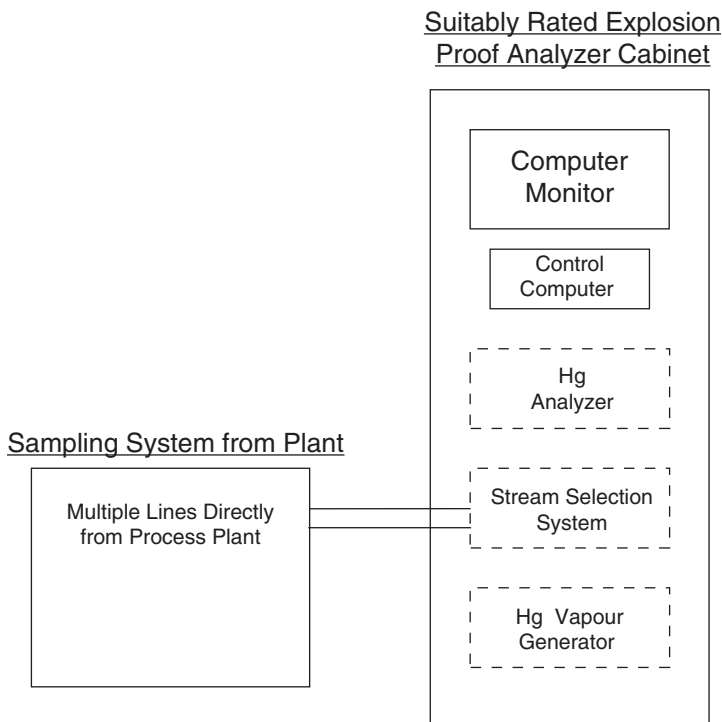 Suitably Rated Explosion
Proof Analyzer Cabinet
Computer
Monitor
Control
Computer
Hg
Analyzer
Sampling System from Plant
Multiple Lines Directly
from Process Plant
Stream Selection
System
Hg Vapour
Generator